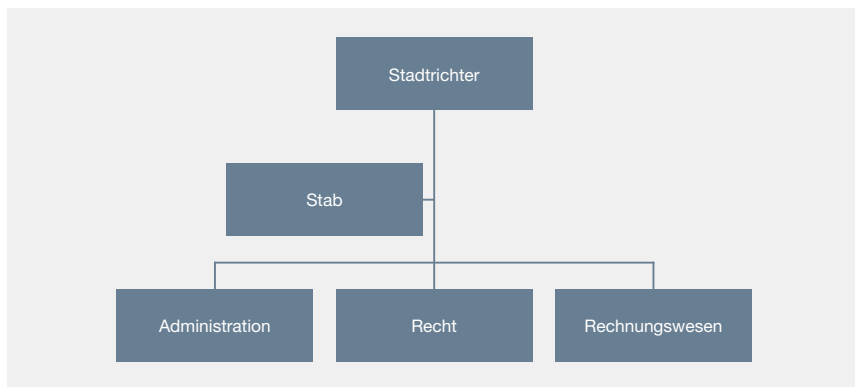 Stadtrichter
Stab
Administration
Recht
Rechnungswesen